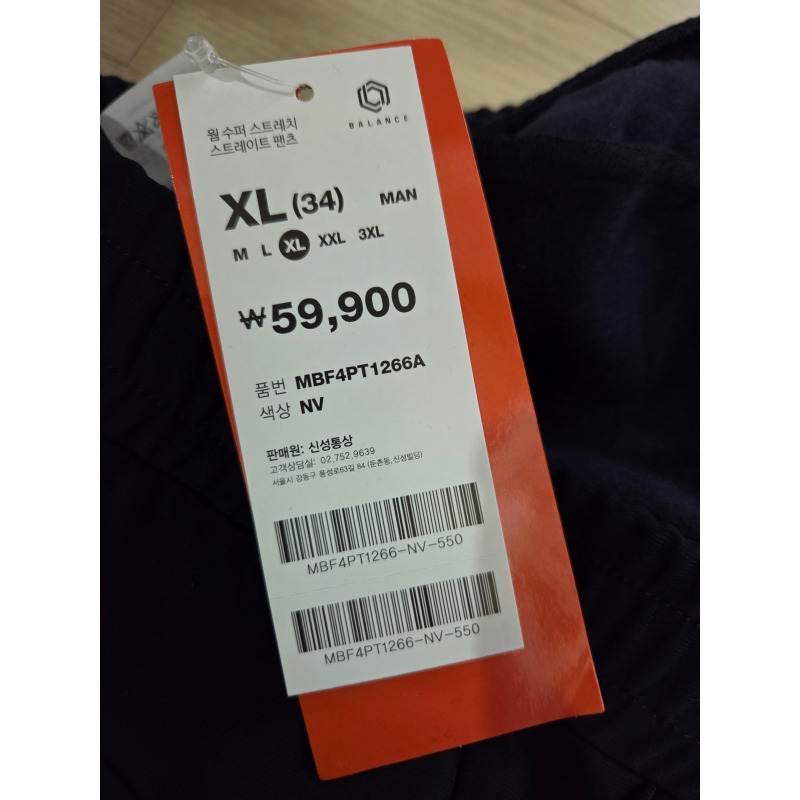 BALANCE
웜 수퍼 스트레치
스트레이트 팬츠
XL (34) MAN
M L XL XXL 3XL
₩59,900
품번 MBF4PT1266A
색상 NV
판매원: 신성통상
고객상담실: 02.752.9639
서울시 강동구 풍성로63길 84 (둔촌동,신성빌딩)
MBF4PT1266-NV-550
MBF4PT1266-NV-550